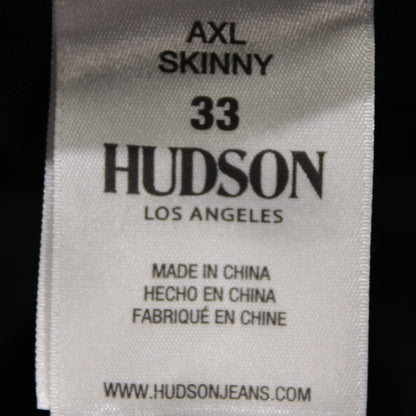 AXL
SKINNY
33
HUDSON
LOS ANGELES
MADE IN CHINA
HECHO EN CHINA
FABRIQUÉ EN CHINE
WWW.HUDSONJEANS.COM